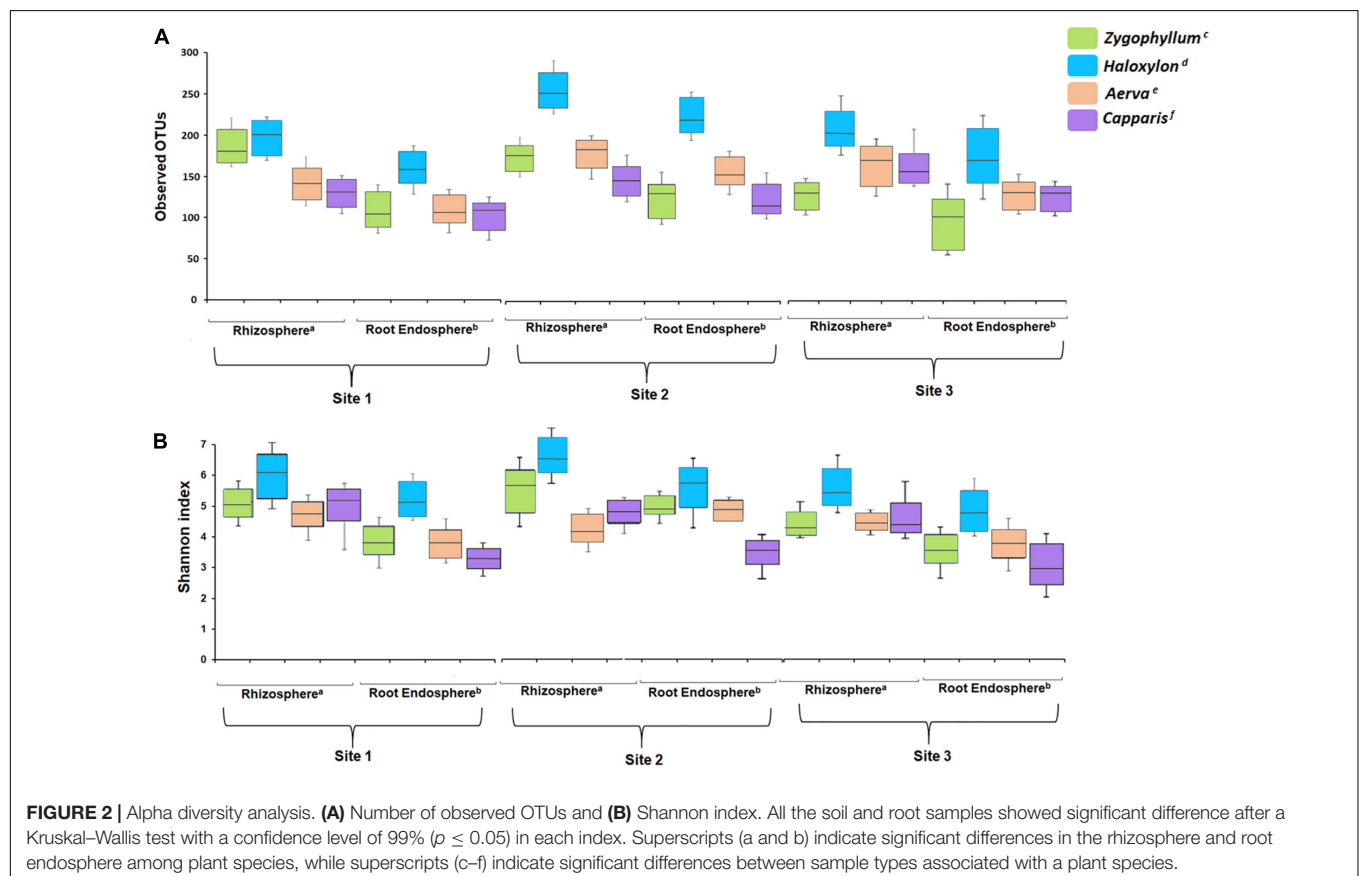 A
Observed OTUs
300
250
200
150
100
50
0
Zygophyllum^c
Haloxylon^d
Aerva^e
Capparis^f
Rhizosphere^a Root Endosphere^b Rhizosphere^a Root Endosphere^b Rhizosphere^a Root Endosphere^b
Site 1 Site 2 Site 3
B
Shannon index
7
6
5
4
3
2
1
0
Rhizosphere^a Root Endosphere^b Rhizosphere^a Root Endosphere^b Rhizosphere^a Root Endosphere^b
Site 1 Site 2 Site 3
FIGURE 2 | Alpha diversity analysis. (A) Number of observed OTUs and (B) Shannon index. All the soil and root samples showed significant difference after a
Kruskal–Wallis test with a confidence level of 99% (p ≤ 0.05) in each index. Superscripts (a and b) indicate significant differences in the rhizosphere and root
endosphere among plant species, while superscripts (c–f) indicate significant differences between sample types associated with a plant species.